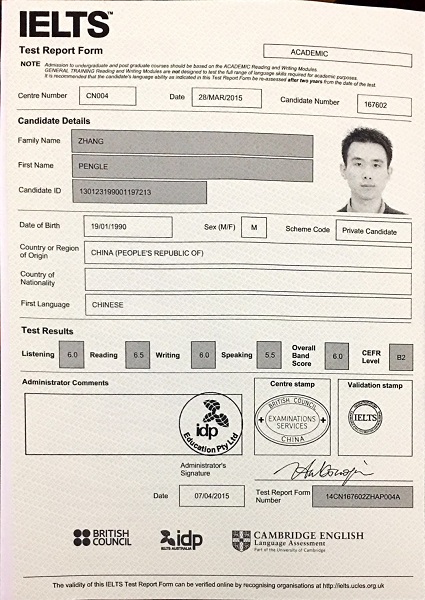 IELTS™
Test Report Form
ACADEMIC
NOTE Admission to undergraduate and post graduate courses should be based on the ACADEMIC Reading and Writing Modules.
GENERAL TRAINING Reading and Writing Modules are not designed to test the full range of language skills required for academic purposes.
It is recommended that the candidate's language ability as indicated in this Test Report Form be re-assessed after two years from the date of the test.
Centre Number CN004 Date 28/MAR/2015 Candidate Number 167602
Candidate Details
Family Name ZHANG
First Name PENGLE
Candidate ID 130123199001197213
Date of Birth 19/01/1990 Sex (M/F) M Scheme Code Private Candidate
Country or Region of Origin CHINA (PEOPLE'S REPUBLIC OF)
Country of Nationality
First Language CHINESE
Test Results
Listening 6.0 Reading 6.5 Writing 6.0 Speaking 5.5 Overall Band Score 6.0 CEFR Level B2
Administrator Comments
Centre stamp
Validation stamp
idp
Education Pty Ltd
BRITISH COUNCIL
EXAMINATIONS
SERVICES
CHINA
IELTS
Administrator's
Signature
Date 07/04/2015
Test Report Form Number 14CN167602ZHAP004A
BRITISH
COUNCIL
idp
IELTS AUSTRALIA
CAMBRIDGE ENGLISH
Language Assessment
Part of the University of Cambridge
The validity of this IELTS Test Report Form can be verified online by recognising organisations at http://ielts.ucles.org.uk